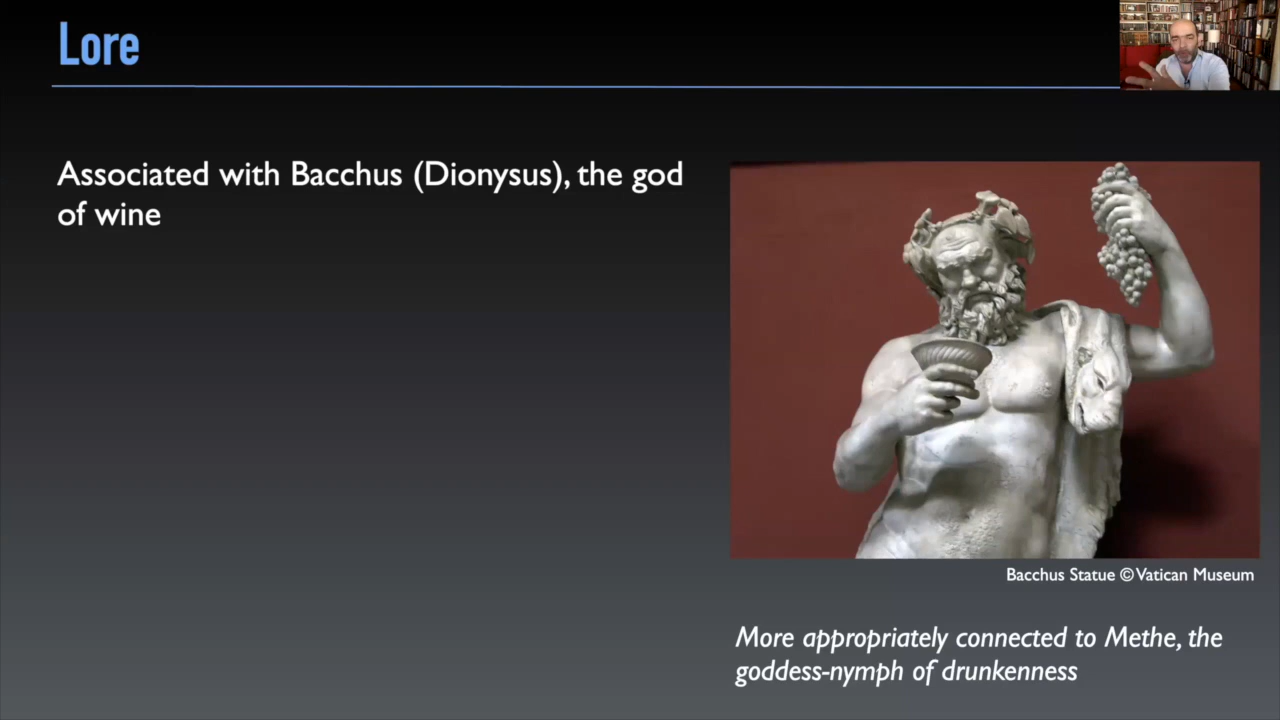 Lore
Associated with Bacchus (Dionysus), the god
of wine
Bacchus Statue © Vatican Museum
More appropriately connected to Methe, the
goddess-nymph of drunkenness